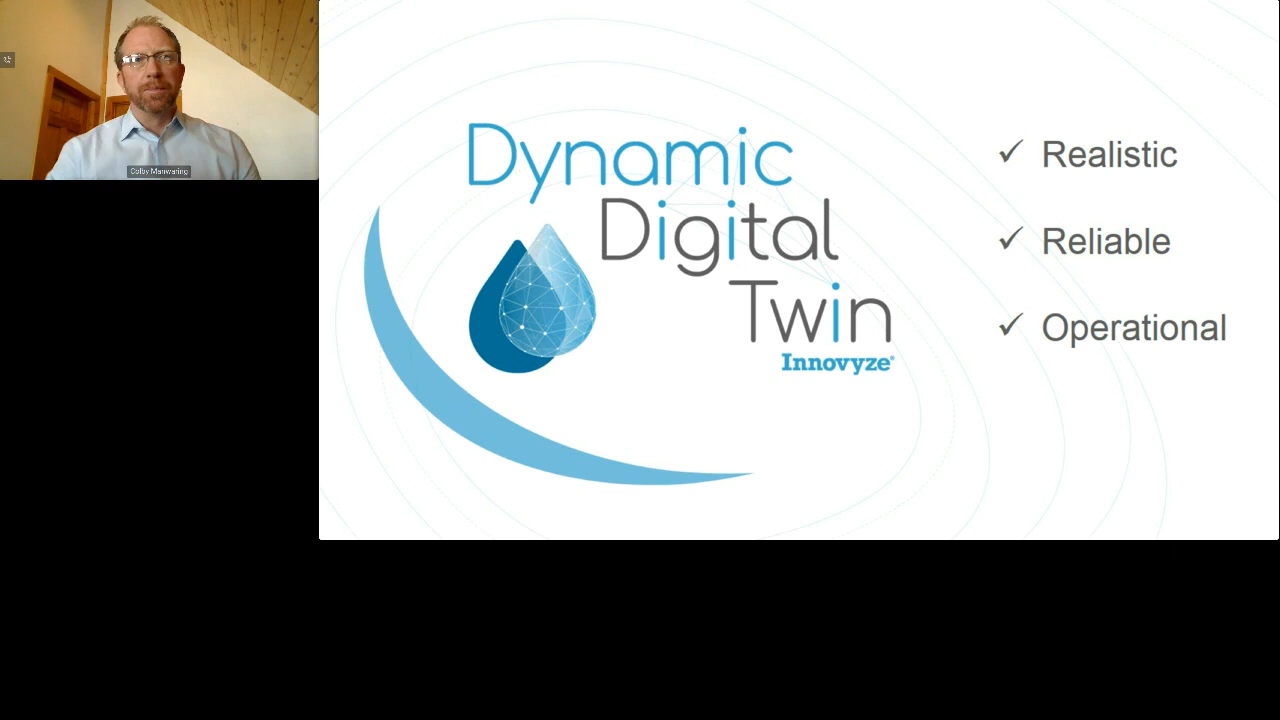 Colby Manwaring
Dynamic
Digital
Twin
Innovyze®
✓ Realistic
✓ Reliable
✓ Operational